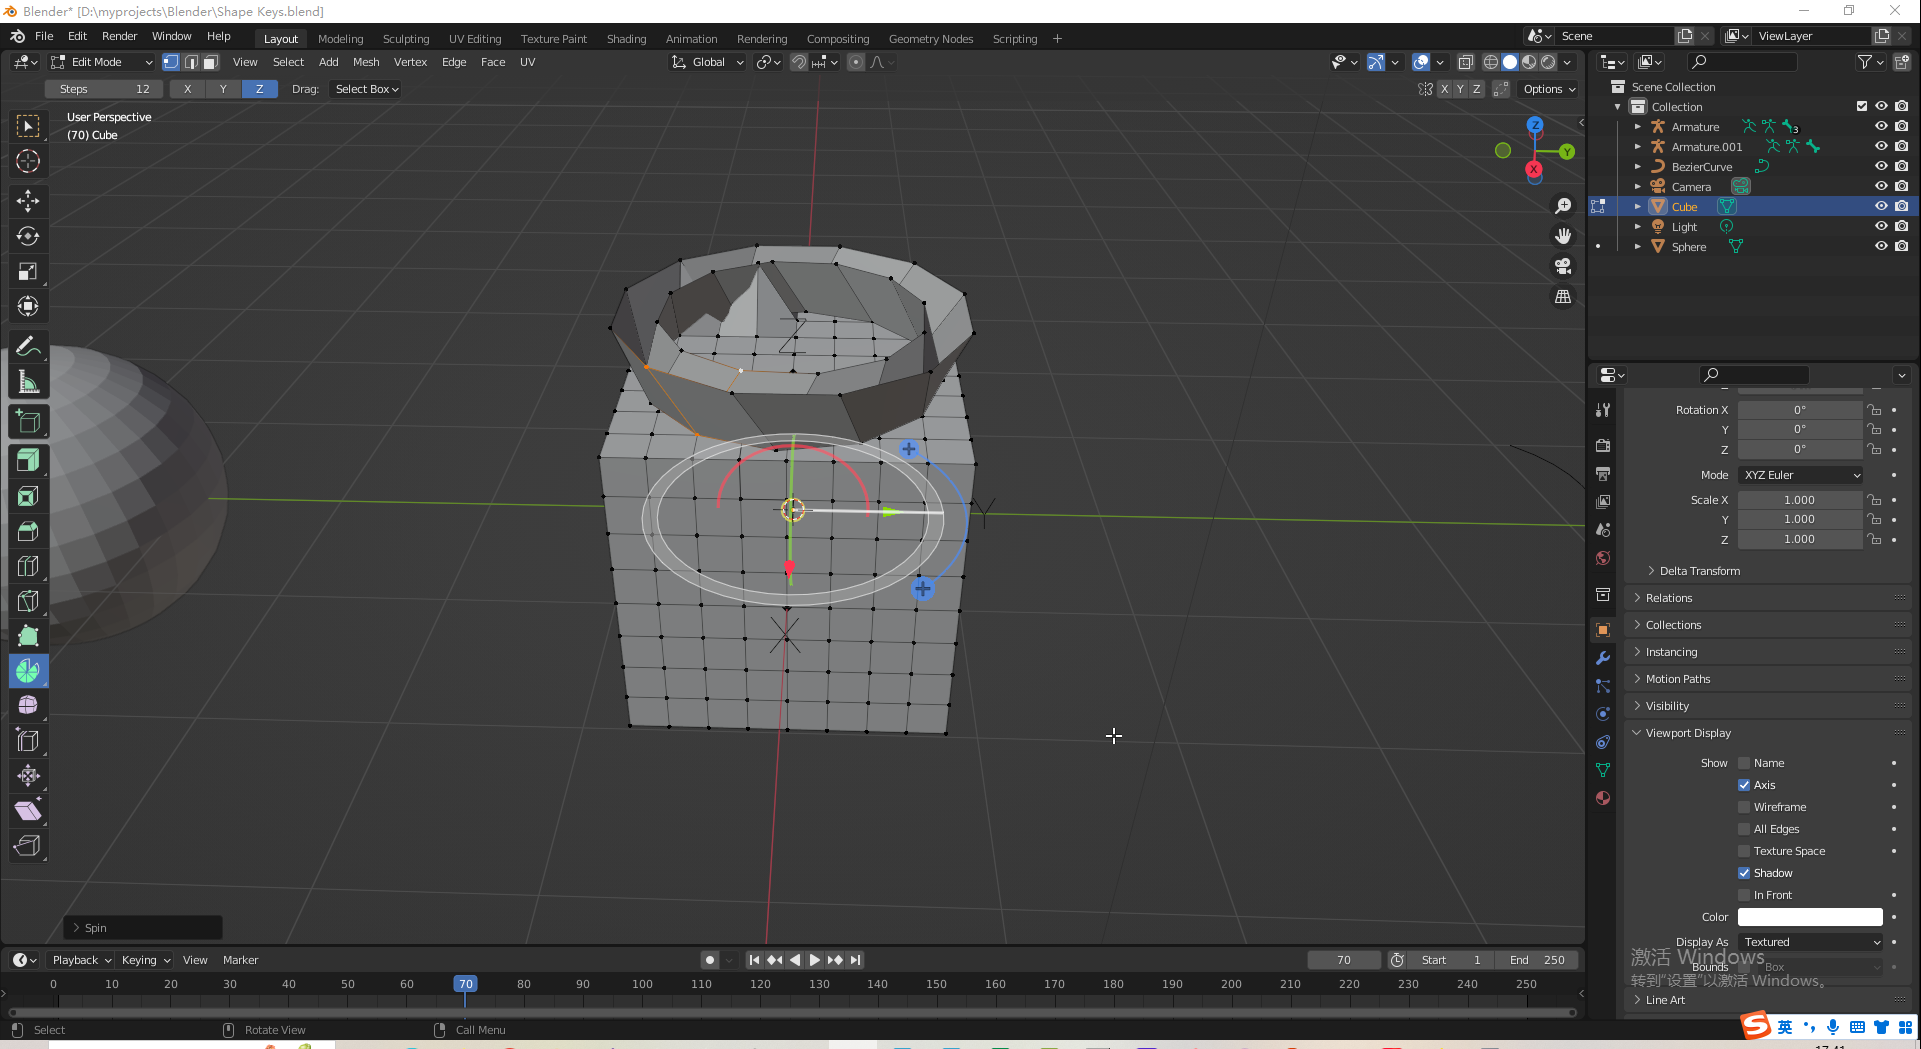 Blender* [D:\myprojects\Blender\Shape Keys.blend]
File Edit Render Window Help Layout Modeling Sculpting UV Editing Texture Paint Shading Animation Rendering Compositing Geometry Nodes Scripting + Scene ViewLayer
Edit Mode View Select Add Mesh Vertex Edge Face UV Global
Steps 12 X Y Z Drag: Select Box X Y Z Options
User Perspective
(70) Cube
Z
Y
X
Z
Y
X
Scene Collection
Collection
Armature 3
Armature.001
BezierCurve
Camera
Cube
Light
Sphere
Rotation X 0°
Y 0°
Z 0°
Mode XYZ Euler
Scale X 1.000
Y 1.000
Z 1.000
Delta Transform
Relations
Collections
Instancing
Motion Paths
Visibility
Viewport Display
Show Name
Axis
Wireframe
All Edges
Texture Space
Shadow
In Front
Color
Display As Textured
Bounds Box
Line Art
激活 Windows
转到"设置"以激活 Windows。
Spin
Playback Keying View Marker 70 Start 1 End 250
0 10 20 30 40 50 60 70 80 90 100 110 120 130 140 150 160 170 180 190 200 210 220 230 240 250
Select Rotate View Call Menu
S 英